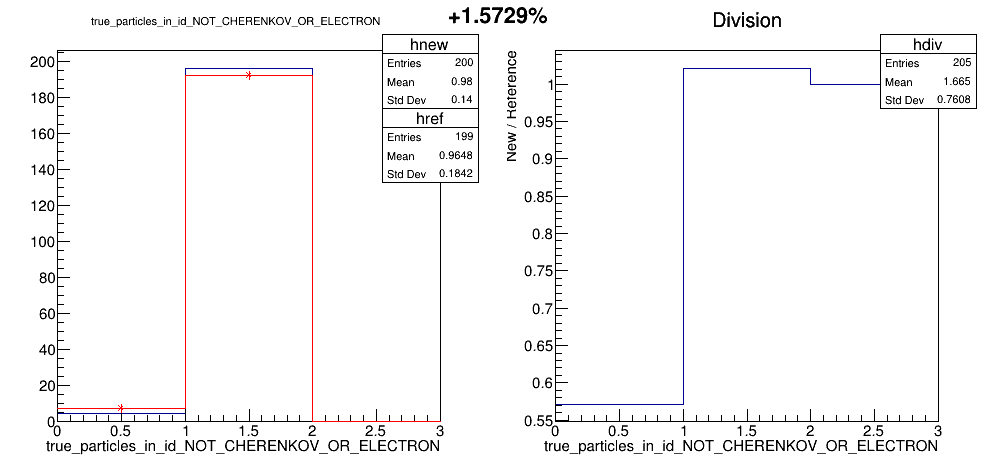 true_particles_in_id_NOT_CHERENKOV_OR_ELECTRON
+1.5729%
Division
hnew
Entries 200
Mean 0.98
Std Dev 0.14
href
Entries 199
Mean 0.9648
Std Dev 0.1842
200
180
160
140
120
100
80
60
40
20
0
0 0.5 1 1.5 2 2.5 3
true_particles_in_id_NOT_CHERENKOV_OR_ELECTRON
hdiv
Entries 205
Mean 1.665
Std Dev 0.7608
New / Reference
1
0.95
0.9
0.85
0.8
0.75
0.7
0.65
0.6
0.55
0 0.5 1 1.5 2 2.5 3
true_particles_in_id_NOT_CHERENKOV_OR_ELECTRON